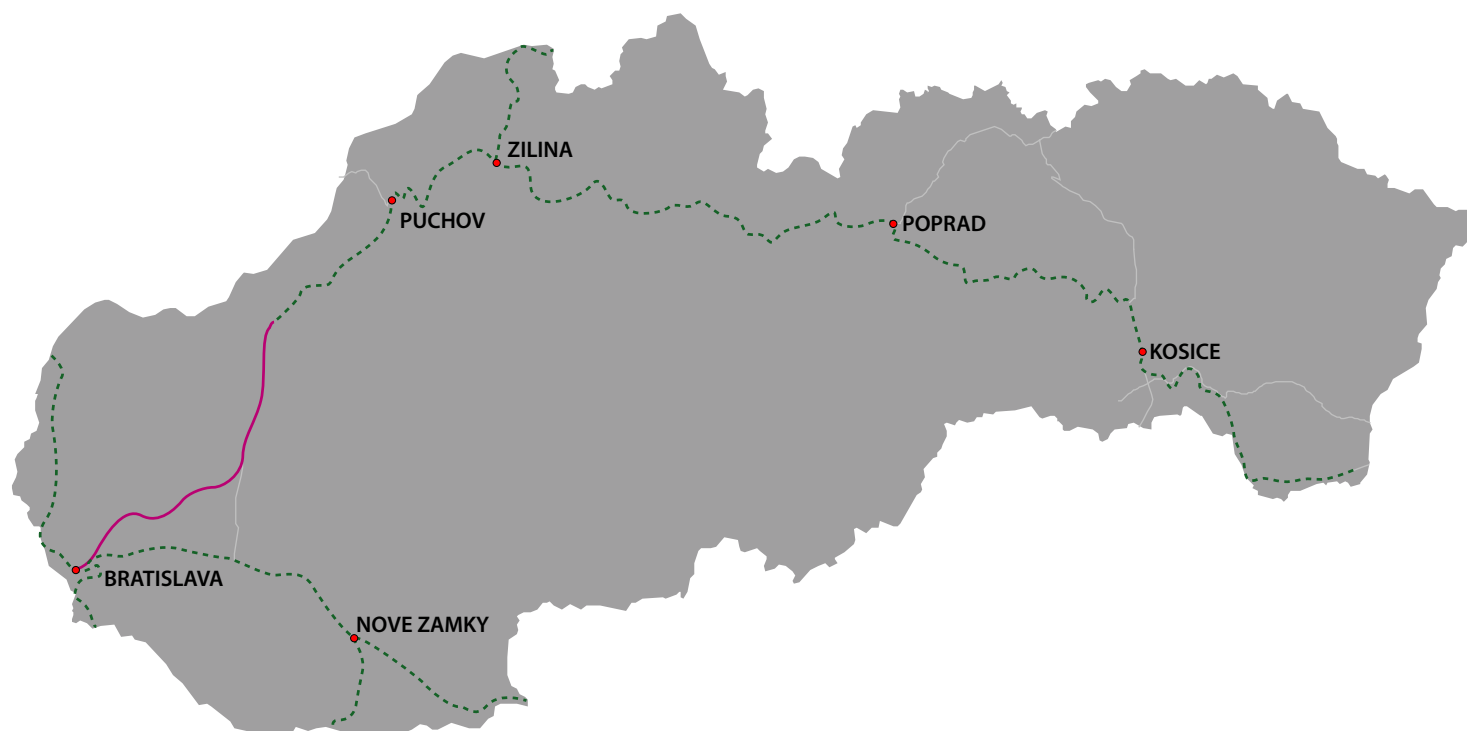 ZILINA
PUCHOV
POPRAD
KOSICE
BRATISLAVA
NOVE ZAMKY